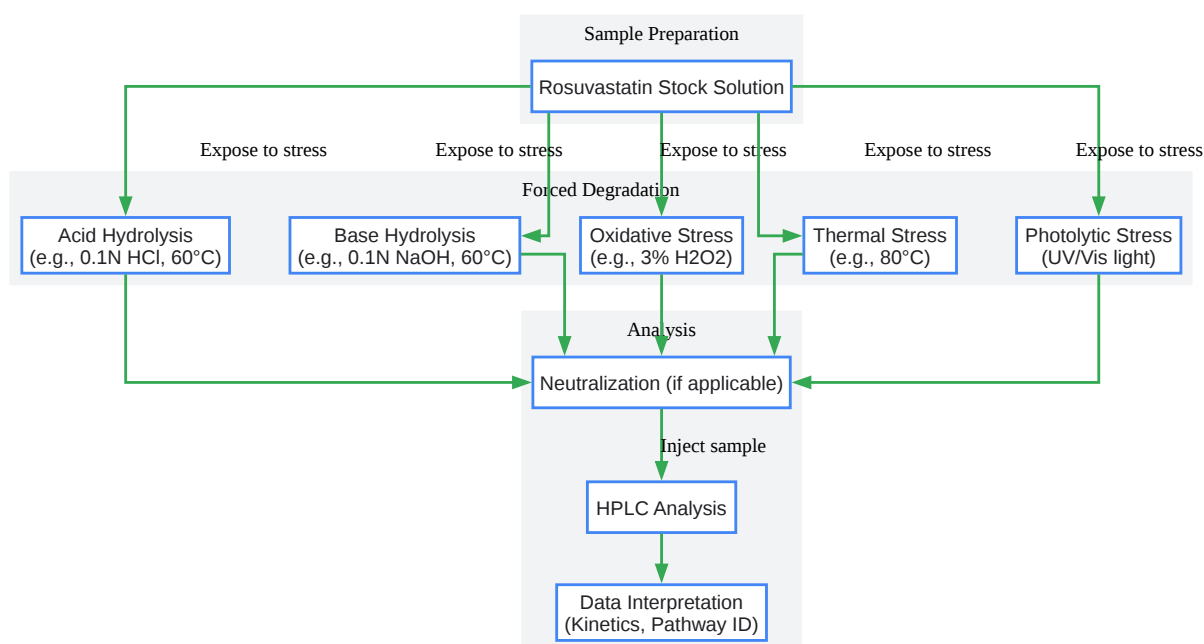 Sample Preparation
Rosuvastatin Stock Solution
Expose to stress
Expose to stress
Expose to stress
Expose to stress
Expose to stress
Forced Degradation
Acid Hydrolysis
(e.g., 0.1N HCl, 60°C)
Base Hydrolysis
(e.g., 0.1N NaOH, 60°C)
Oxidative Stress
(e.g., 3% H2O2)
Thermal Stress
(e.g., 80°C)
Photolytic Stress
(UV/Vis light)
Analysis
Neutralization (if applicable)
Inject sample
HPLC Analysis
Data Interpretation
(Kinetics, Pathway ID)